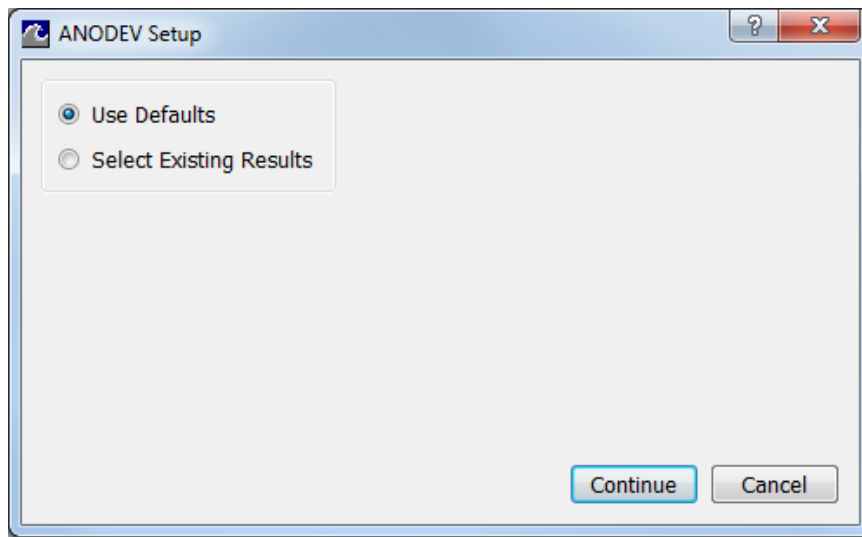 ANODEV Setup
?
X
Use Defaults
Select Existing Results
Continue
Cancel